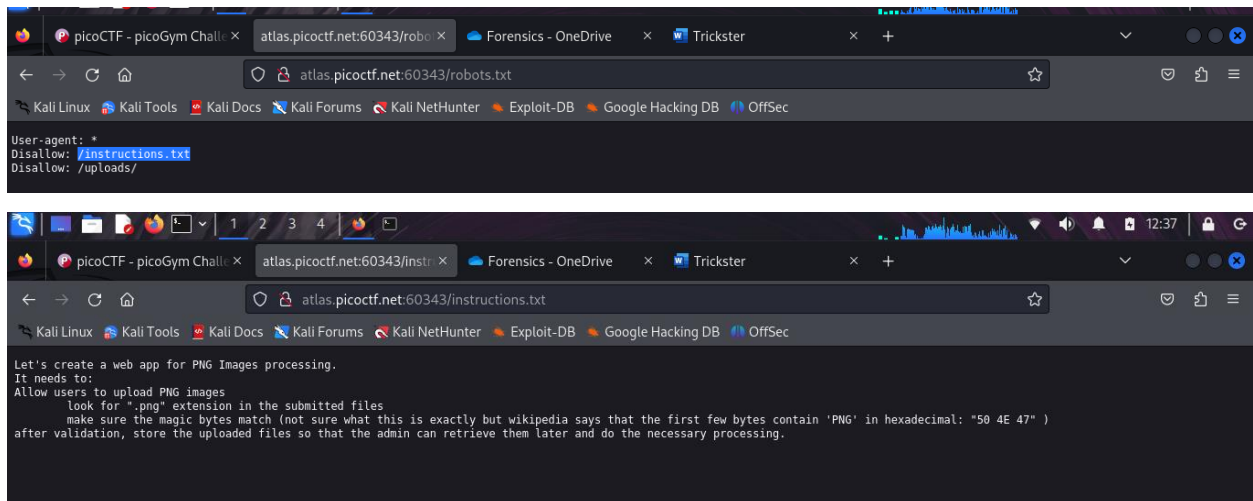 picoCTF - picoGym Challe
atlas.picoctf.net:60343/robo
Forensics - OneDrive
Trickster
atlas.picoctf.net:60343/robots.txt
Kali Linux Kali Tools Kali Docs Kali Forums Kali NetHunter Exploit-DB Google Hacking DB OffSec
User-agent: *
Disallow: /instructions.txt
Disallow: /uploads/
1 2 3 4 12:37
picoCTF - picoGym Challe
atlas.picoctf.net:60343/instr
Forensics - OneDrive
Trickster
atlas.picoctf.net:60343/instructions.txt
Kali Linux Kali Tools Kali Docs Kali Forums Kali NetHunter Exploit-DB Google Hacking DB OffSec
Let's create a web app for PNG Images processing.
It needs to:
Allow users to upload PNG images
look for ".png" extension in the submitted files
make sure the magic bytes match (not sure what this is exactly but wikipedia says that the first few bytes contain 'PNG' in hexadecimal: "50 4E 47" )
after validation, store the uploaded files so that the admin can retrieve them later and do the necessary processing.